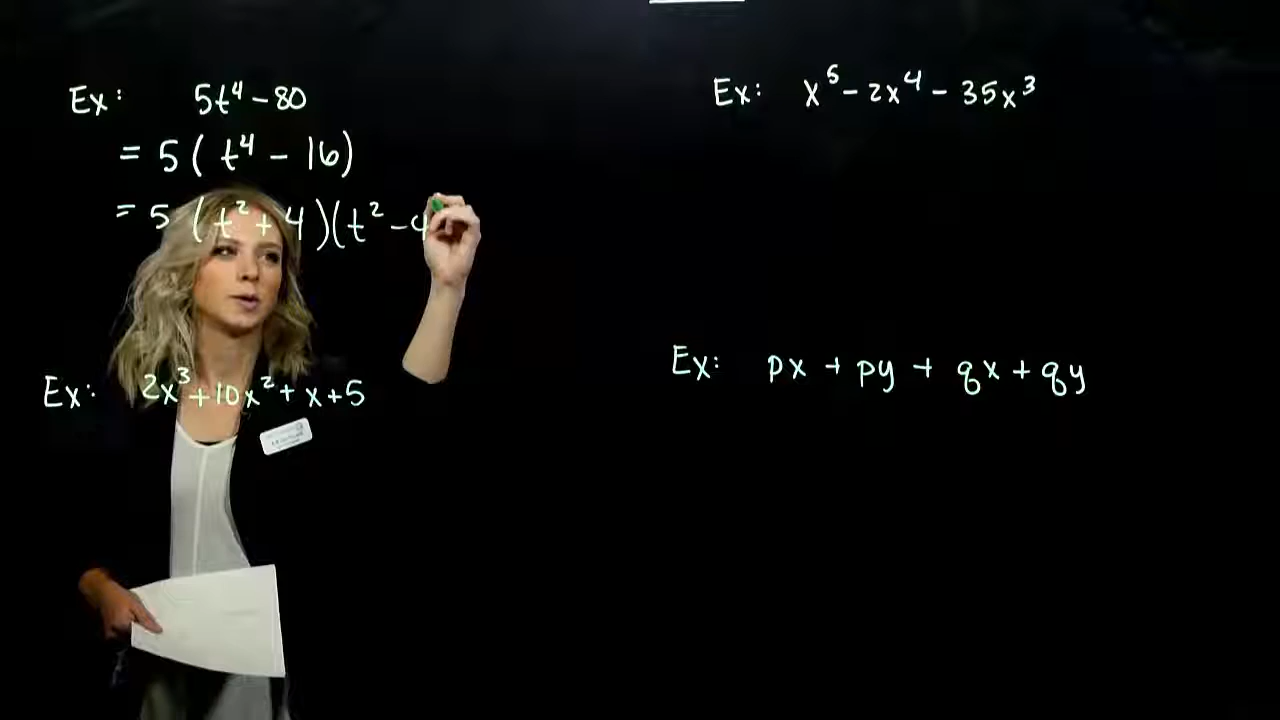 Ex: 5t⁴ - 80
= 5 ( t⁴ - 16)
= 5 (t² + 4)(t² - 4
Ex: 2x³ + 10x² + x + 5
Ex: x⁵ - 2x⁴ - 35x³
Ex: px + py + qx + qy